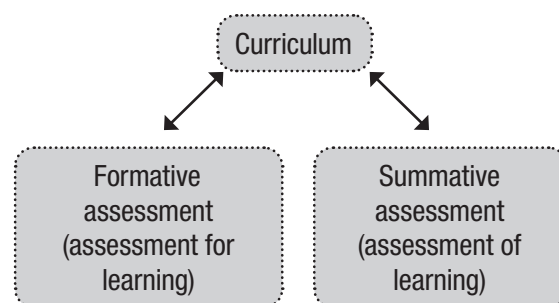 Curriculum
Formative
assessment
(assessment for
learning)
Summative
assessment
(assessment of
learning)